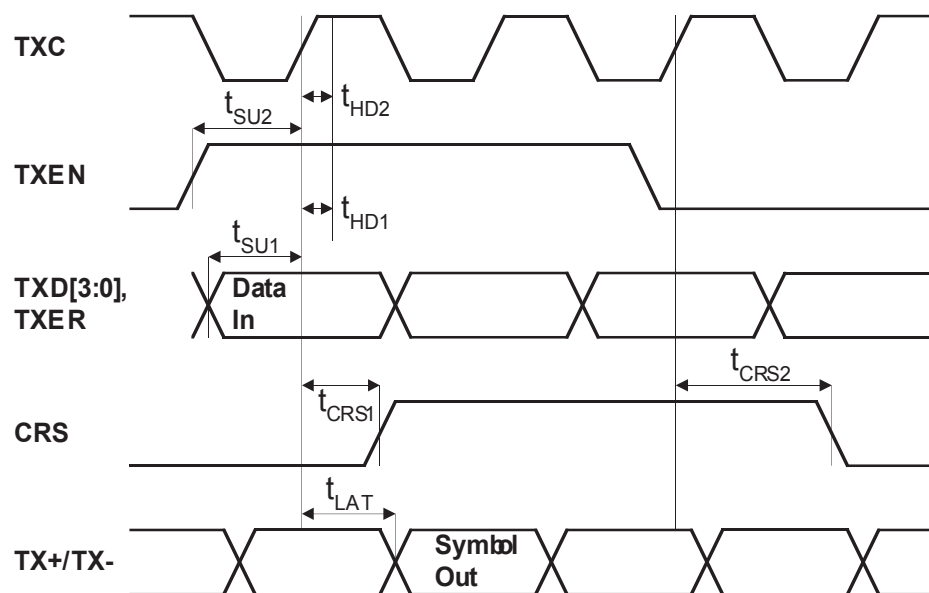 TXC
tHD2
tSU2
TXEN
tHD1
tSU1
TXD[3:0],
TXER
Data
In
tCRS2
tCRS1
CRS
tLAT
TX+/TX-
Symbol
Out